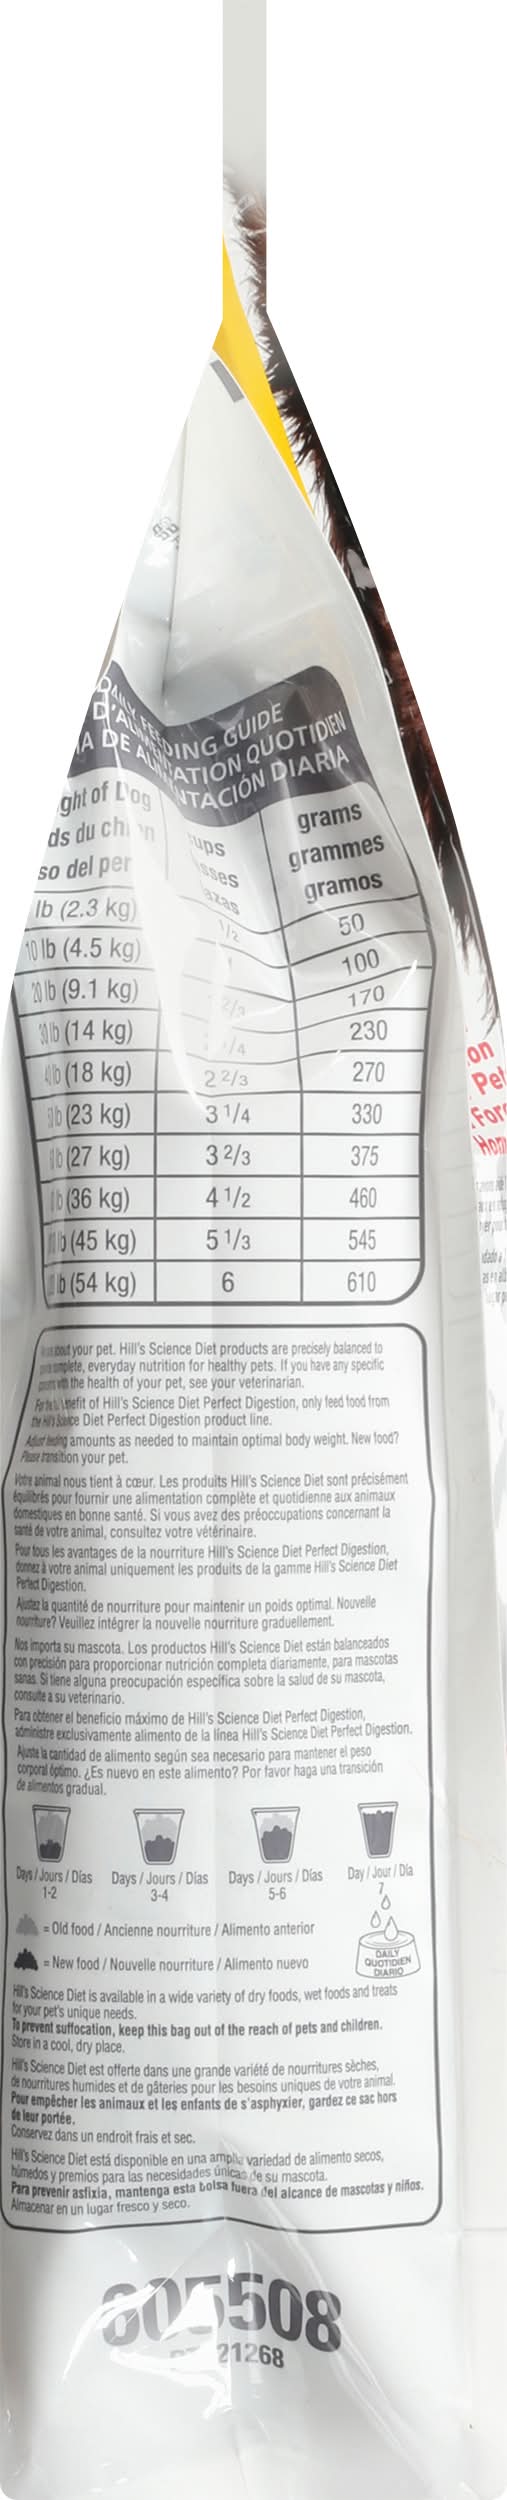 DAILY FEEDING GUIDE
D'ALIMENTATION QUOTIDIEN
DE ALIMENTACIÓN DIARIA
of Dog
du chien
del
grams
grammes
gramos
lb (2.3 kg) 1/2 50
10 lb (4.5 kg) 1 100
20 lb (9.1 kg) 2/3 170
30 lb (14 kg) /4 230
lb (18 kg) 2 2/3 270
lb (23 kg) 3 1/4 330
lb (27 kg) 3 2/3 375
lb (36 kg) 4 1/2 460
lb (45 kg) 5 1/3 545
lb (54 kg) 6 610
about your pet. Hill's Science Diet products are precisely balanced to
complete, everyday nutrition for healthy pets. If you have any specific
with the health of your pet, see your veterinarian.
For the full benefit of Hill's Science Diet Perfect Digestion, only feed food from
the Hill's Science Diet Perfect Digestion product line.
Adjust feeding amounts as needed to maintain optimal body weight. New food?
Please transition your pet.
Votre animal nous tient à cœur. Les produits Hill's Science Diet sont précisément
équilibrés pour fournir une alimentation complète et quotidienne aux animaux
domestiques en bonne santé. Si vous avez des préoccupations concernant la
santé de votre animal, consultez votre vétérinaire.
Pour tous les avantages de la nourriture Hill's Science Diet Perfect Digestion,
donnez à votre animal uniquement les produits de la gamme Hill's Science Diet
Perfect Digestion.
Ajustez la quantité de nourriture pour maintenir un poids optimal. Nouvelle
nourriture? Veuillez intégrer la nouvelle nourriture graduellement.
Nos importa su mascota. Los productos Hill's Science Diet están balanceados
con precisión para proporcionar nutrición completa diariamente, para mascotas
sanas. Si tiene alguna preocupación específica sobre la salud de su mascota,
consulte a su veterinario.
Para obtener el beneficio máximo de Hill's Science Diet Perfect Digestion,
administre exclusivamente alimento de la línea Hill's Science Diet Perfect Digestion.
Ajuste la cantidad de alimento según sea necesario para mantener el peso
corporal óptimo. ¿Es nuevo en este alimento? Por favor haga una transición
de alimentos gradual.
Days / Jours / Días Days / Jours / Días Days / Jours / Días Day / Jour / Día
1-2 3-4 5-6 7
= Old food / Ancienne nourriture / Alimento anterior
= New food / Nouvelle nourriture / Alimento nuevo
DAILY
QUOTIDIEN
DIARIO
Hill's Science Diet is available in a wide variety of dry foods, wet foods and treats
for your pet's unique needs.
To prevent suffocation, keep this bag out of the reach of pets and children.
Store in a cool, dry place.
Hill's Science Diet est offerte dans une grande variété de nourritures sèches,
de nourritures humides et de gâteries pour les besoins uniques de votre animal.
Pour empêcher les animaux et les enfants de s'asphyxier, gardez ce sac hors
de leur portée.
Conservez dans un endroit frais et sec.
Hill's Science Diet está disponible en una amplia variedad de alimento secos,
húmedos y premios para las necesidades únicas de su mascota.
Para prevenir asfixia, mantenga esta bolsa fuera del alcance de mascotas y niños.
Almacenar en un lugar fresco y seco.
605508
21268